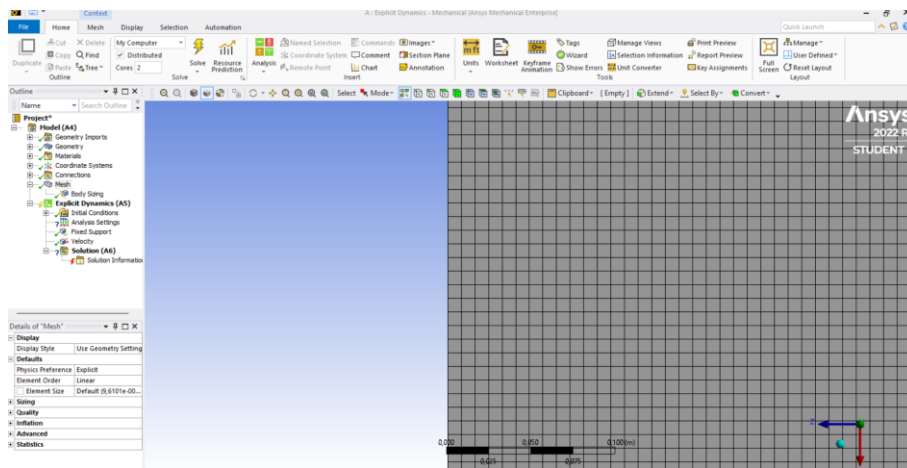 Context
A : Explicit Dynamics - Mechanical [Ansys Mechanical Enterprise]
File Home Mesh Display Selection Automation Quick Launch
Duplicate Cut Copy Paste Delete Find Tree
Outline
My Computer
Distributed
Cores 2
Solve Resource Prediction
Solve
Analysis Named Selection Coordinate System Remote Point Commands Comment Chart Images Section Plane Annotation
Insert
Units Worksheet Keyframe Animation Tags Wizard Show Errors Manage Views Selection Information Unit Converter Print Preview Report Preview Key Assignments
Tools
Full Screen Manage User Defined Reset Layout
Layout
Outline
Name Search Outline
Select Mode Clipboard [ Empty ] Extend Select By Convert
Project*
Model (A4)
Geometry Imports
Geometry
Materials
Coordinate Systems
Connections
Mesh
Body Sizing
Explicit Dynamics (A5)
Initial Conditions
Analysis Settings
Fixed Support
Velocity
Solution (A6)
Solution Informatio
Ansys
2022 R
STUDENT
Details of "Mesh"
Display
Display Style Use Geometry Setting
Defaults
Physics Preference Explicit
Element Order Linear
Element Size Default (9,6101e-00...
Sizing
Quality
Inflation
Advanced
Statistics
0,000 0,050 0,100(m)
0,025 0,075
Z